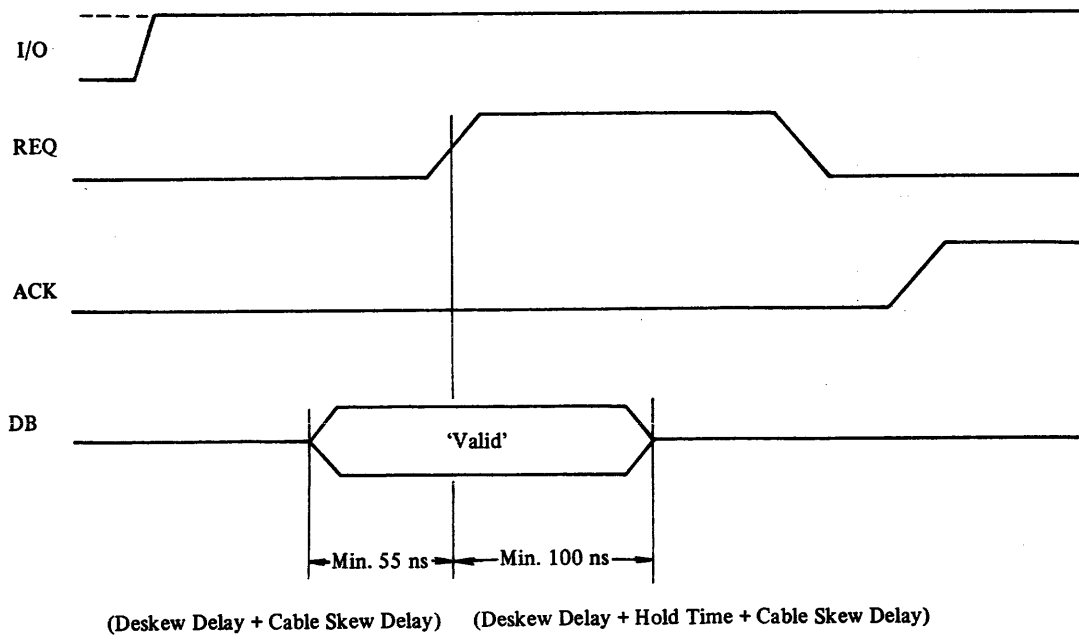 I/O
REQ
ACK
DB
‘Valid’
Min. 55 ns
Min. 100 ns
(Deskew Delay + Cable Skew Delay)
(Deskew Delay + Hold Time + Cable Skew Delay)